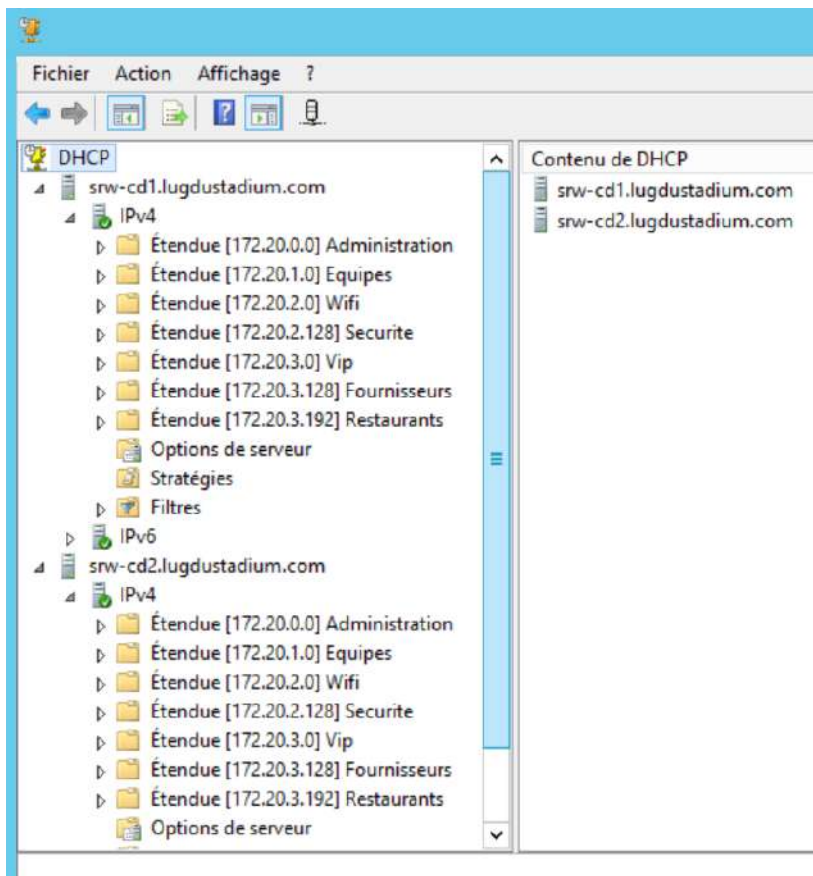 Fichier Action Affichage ?
DHCP
srw-cd1.lugdustadium.com
IPv4
Étendue [172.20.0.0] Administration
Étendue [172.20.1.0] Equipes
Étendue [172.20.2.0] Wifi
Étendue [172.20.2.128] Securite
Étendue [172.20.3.0] Vip
Étendue [172.20.3.128] Fournisseurs
Étendue [172.20.3.192] Restaurants
Options de serveur
Stratégies
Filtres
IPv6
srw-cd2.lugdustadium.com
IPv4
Étendue [172.20.0.0] Administration
Étendue [172.20.1.0] Equipes
Étendue [172.20.2.0] Wifi
Étendue [172.20.2.128] Securite
Étendue [172.20.3.0] Vip
Étendue [172.20.3.128] Fournisseurs
Étendue [172.20.3.192] Restaurants
Options de serveur
Contenu de DHCP
srw-cd1.lugdustadium.com
srw-cd2.lugdustadium.com